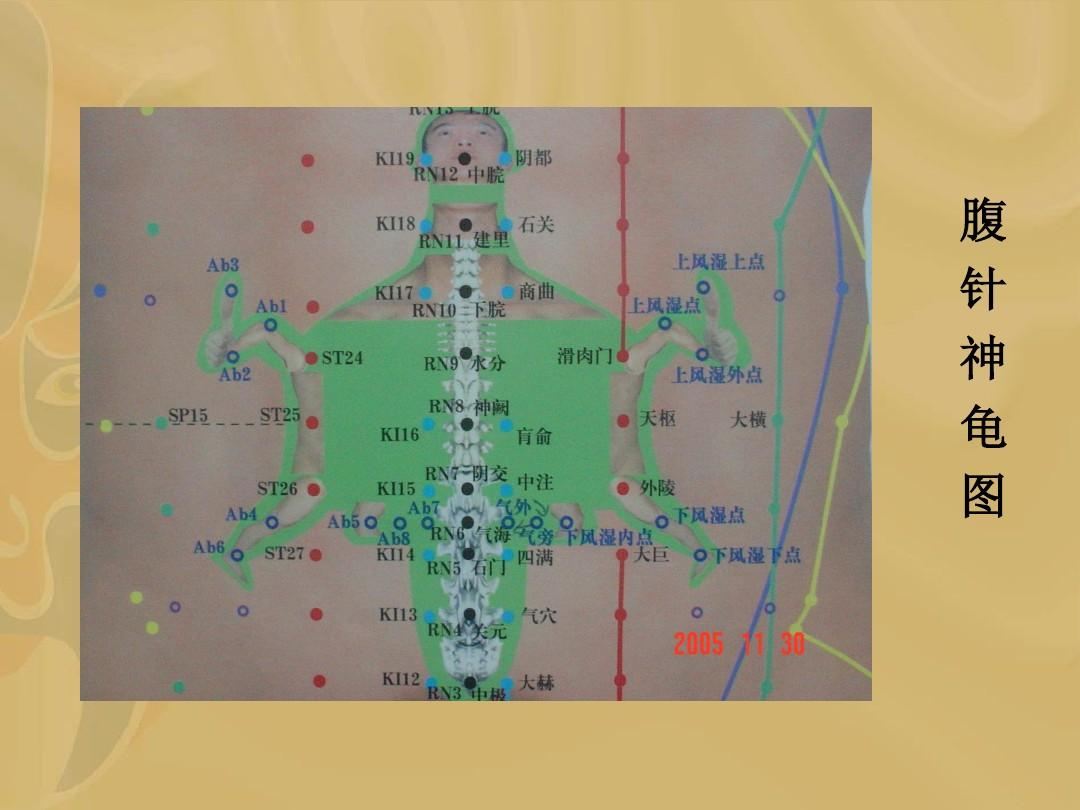 腹针神龟图
RN13 上脘
KI19 阴都
RN12 中脘
KI18 石关
RN11 建里
Ab3 上风湿上点
KI17 商曲
Ab1 RN10 下脘 上风湿点
ST24 RN9 水分 滑肉门
Ab2 上风湿外点
RN8 神阙
SP15 ST25 天枢 大横
KI16 肓俞
RN7 阴交
ST26 KI15 中注 外陵
Ab4 Ab5 Ab7 气外 下风湿点
Ab8 RN6 气海 气旁 下风湿内点
Ab6 ST27 KI14 四满 大巨 下风湿下点
RN5 石门
KI13 气穴
RN4 关元
2005 11 30
KI12 大赫
RN3 中极